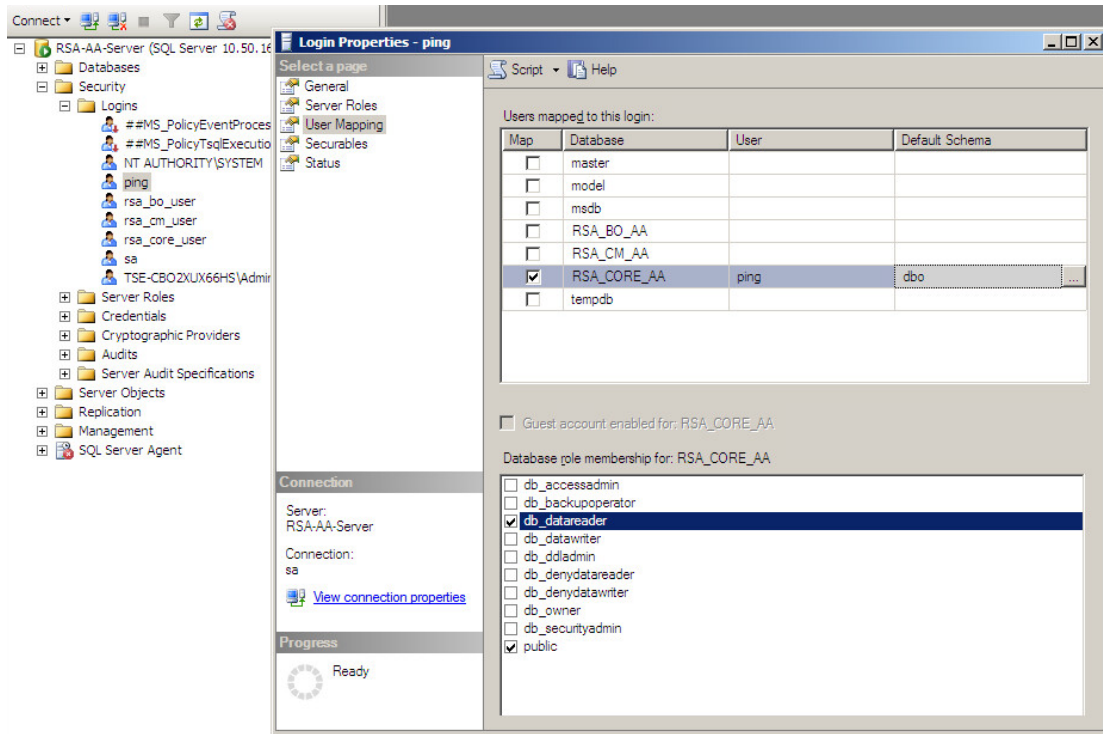 Connect
RSA-AA-Server (SQL Server 10.50.16
Databases
Security
Logins
##MS_PolicyEventProces
##MS_PolicyTsqlExecutio
NT AUTHORITY\SYSTEM
ping
rsa_bo_user
rsa_cm_user
rsa_core_user
sa
TSE-CBO2XUX66HS\Admir
Server Roles
Credentials
Cryptographic Providers
Audits
Server Audit Specifications
Server Objects
Replication
Management
SQL Server Agent
Login Properties - ping
Select a page
General
Server Roles
User Mapping
Securables
Status
Connection
Server:
RSA-AA-Server
Connection:
sa
View connection properties
Progress
Ready
Script Help
Users mapped to this login:
Map Database User Default Schema
master
model
msdb
RSA_BO_AA
RSA_CM_AA
RSA_CORE_AA ping dbo ...
tempdb
Guest account enabled for: RSA_CORE_AA
Database role membership for: RSA_CORE_AA
db_accessadmin
db_backupoperator
db_datareader
db_datawriter
db_ddladmin
db_denydatareader
db_denydatawriter
db_owner
db_securityadmin
public